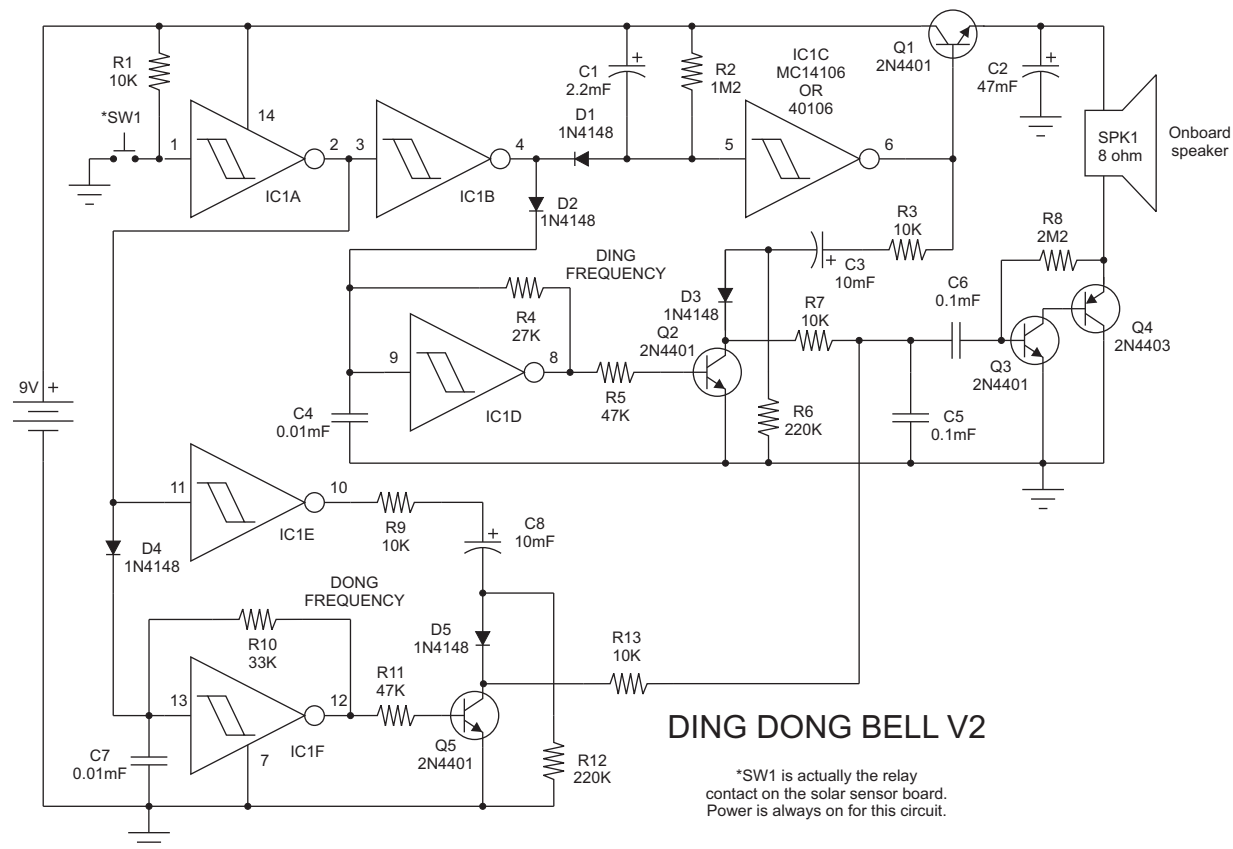 R1
10K
*SW1
1
14
2
IC1A
3
4
IC1B
D1
1N4148
C1
2.2mF
+
R2
1M2
IC1C
MC14106
OR
40106
5
6
Q1
2N4401
C2
47mF
+
SPK1
8 ohm
Onboard
speaker
D2
1N4148
DING
FREQUENCY
R4
27K
9
8
IC1D
C4
0.01mF
R5
47K
D3
1N4148
Q2
2N4401
C3
10mF
+
R3
10K
R7
10K
R6
220K
C6
0.1mF
C5
0.1mF
R8
2M2
Q3
2N4401
Q4
2N4403
9V +
11
10
IC1E
D4
1N4148
R9
10K
C8
10mF
+
DONG
FREQUENCY
R10
33K
13
12
7
IC1F
C7
0.01mF
R11
47K
D5
1N4148
Q5
2N4401
R12
220K
R13
10K
DING DONG BELL V2
*SW1 is actually the relay
contact on the solar sensor board.
Power is always on for this circuit.